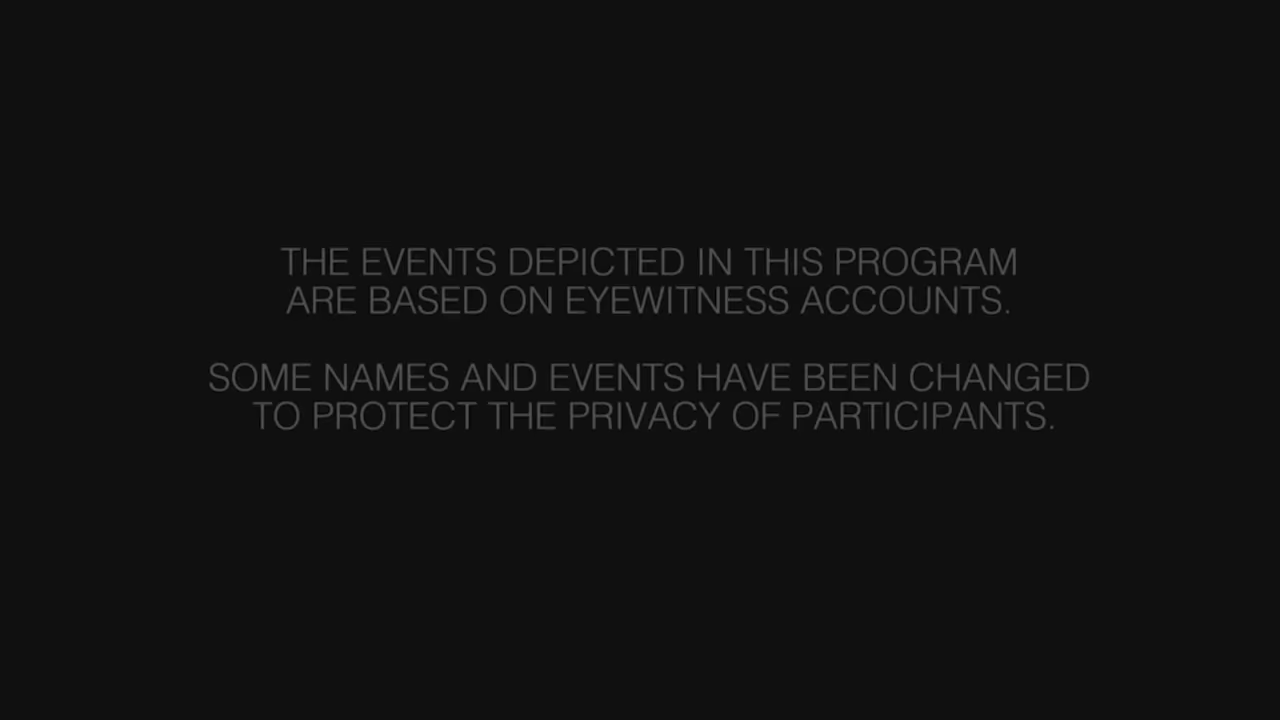 THE EVENTS DEPICTED IN THIS PROGRAM
ARE BASED ON EYEWITNESS ACCOUNTS.
SOME NAMES AND EVENTS HAVE BEEN CHANGED
TO PROTECT THE PRIVACY OF PARTICIPANTS.